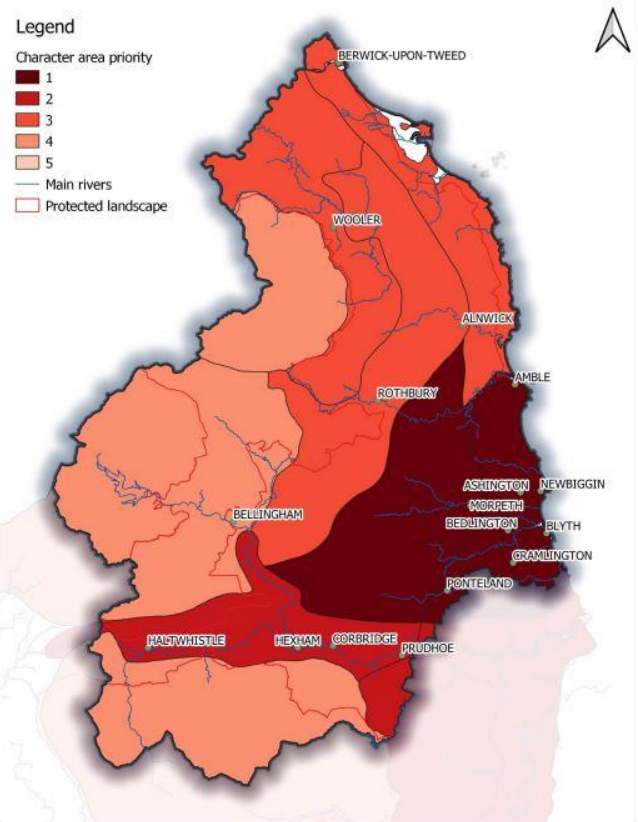 Legend
Character area priority
1
2
3
4
5
Main rivers
Protected landscape
BERWICK-UPON-TWEED
WOOLER
ALNWICK
AMBLE
ROTHBURY
ASHINGTON
NEWBIGGIN
MORPETH
BEDLINGTON
BLYTH
BELLINGHAM
CRAMLINGTON
PONTELAND
HALTWHISTLE
HEXHAM
CORBRIDGE
PRUDHOE